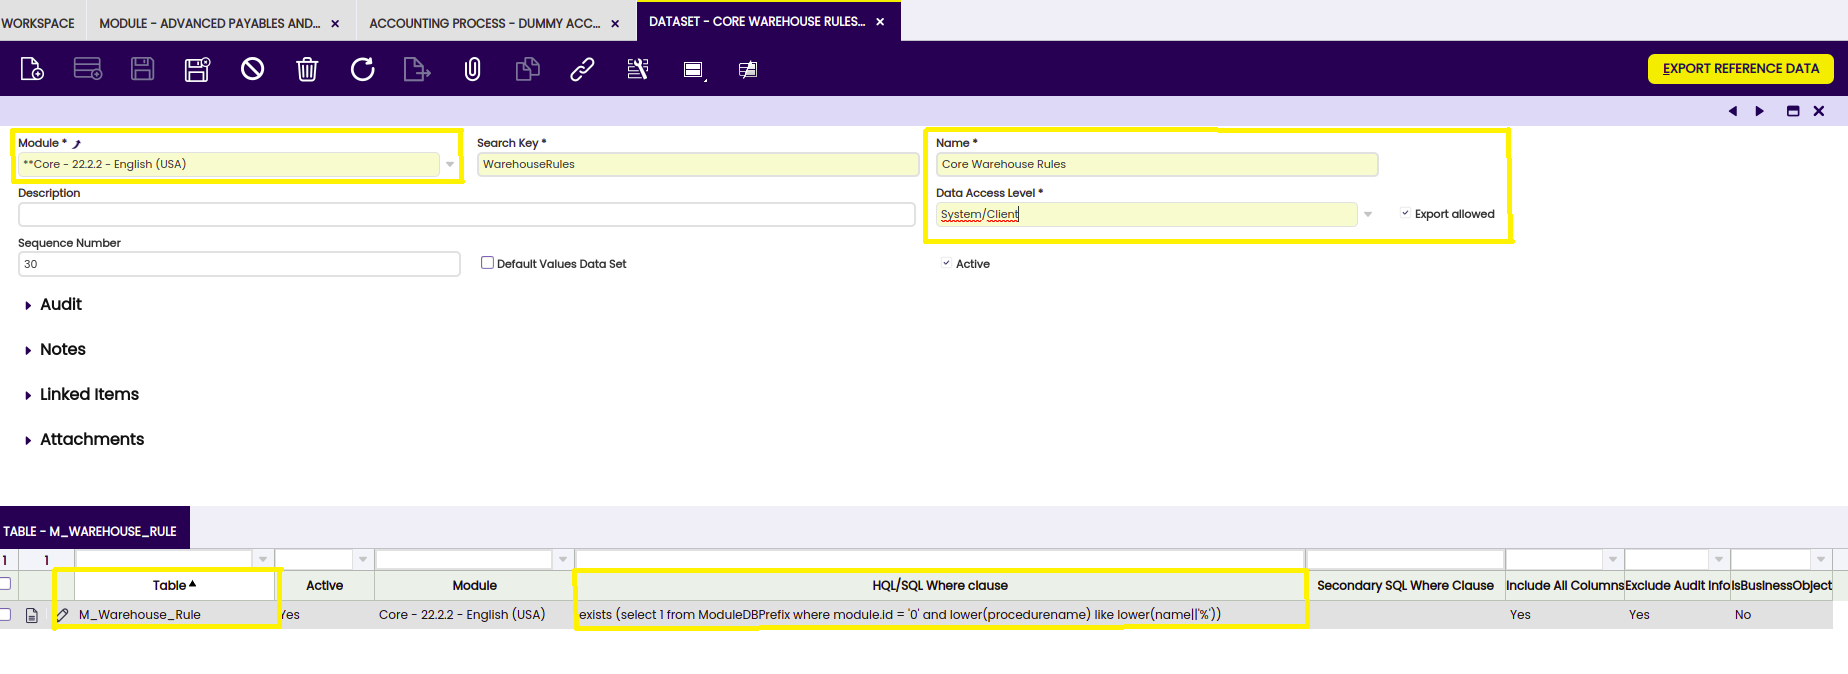 WORKSPACE
MODULE - ADVANCED PAYABLES AND...
ACCOUNTING PROCESS - DUMMY ACC...
DATASET - CORE WAREHOUSE RULES...
EXPORT REFERENCE DATA
Module *
Search Key *
Name *
**Core - 22.2.2 - English (USA)
WarehouseRules
Core Warehouse Rules
Description
Data Access Level *
System/Client
Export allowed
Sequence Number
30
Default Values Data Set
Active
Audit
Notes
Linked Items
Attachments
TABLE - M_WAREHOUSE_RULE
1 1
Table Active Module HQL/SQL Where clause Secondary SQL Where Clause Include All Columns Exclude Audit Info IsBusinessObject
M_Warehouse_Rule Yes Core - 22.2.2 - English (USA) exists (select 1 from ModuleDBPrefix where module.id = '0' and lower(procedurename) like lower(name||'%')) Yes Yes No